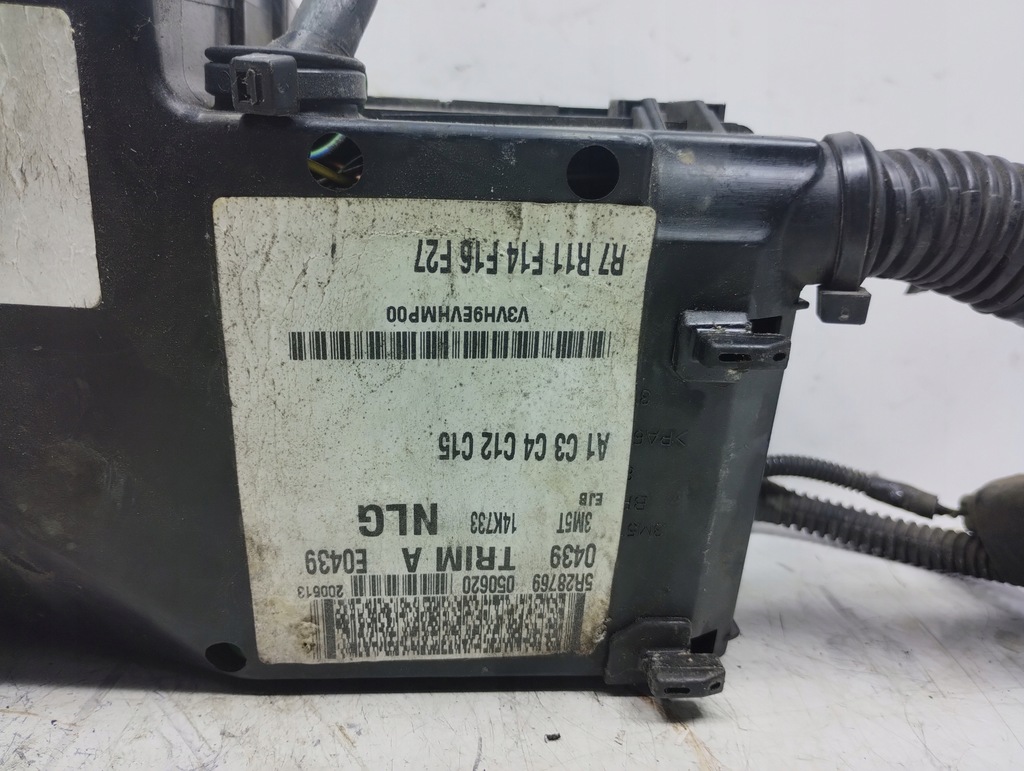 5R28769 050620 200513
0439 TRIM A E0439
3M5T 14K733 NLG
EJB
A1 C3 C4 C12 C15
V3VH9EVHMP00
R7 R11 F14 F16 F27